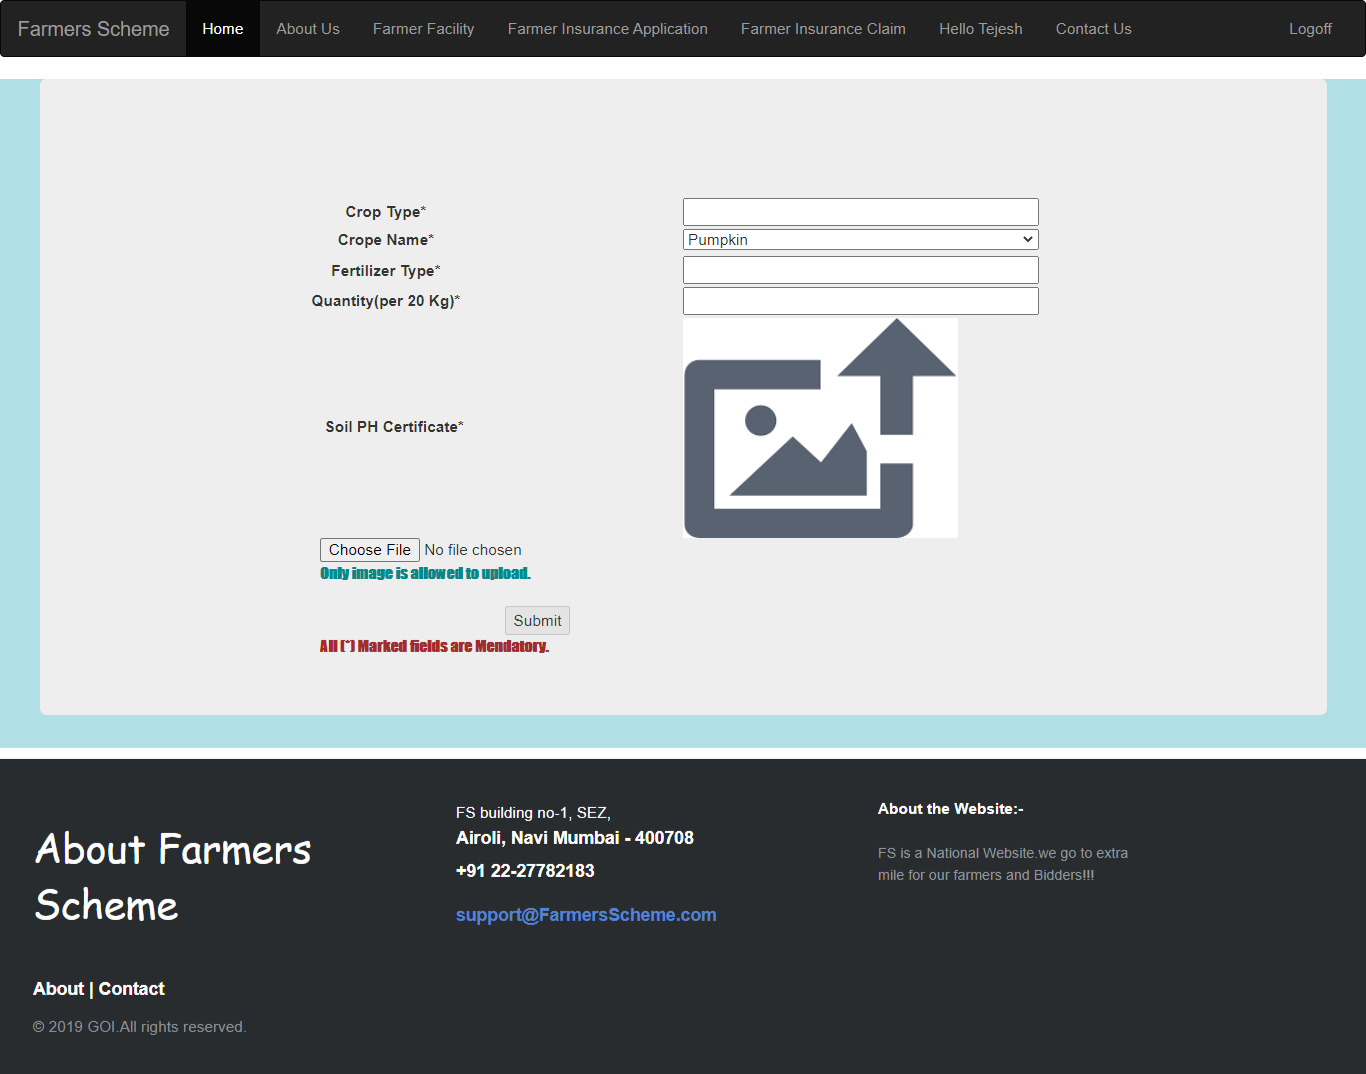 Farmers Scheme Home About Us Farmer Facility Farmer Insurance Application Farmer Insurance Claim Hello Tejesh Contact Us Logoff
Crop Type*
Crope Name* Pumpkin
Fertilizer Type*
Quantity(per 20 Kg)*
Soil PH Certificate*
Choose File No file chosen
Only image is allowed to upload.
Submit
All (*) Marked fields are Mendatory.
About Farmers
Scheme
About | Contact
© 2019 GOI.All rights reserved.
FS building no-1, SEZ,
Airoli, Navi Mumbai - 400708
+91 22-27782183
support@FarmersScheme.com
About the Website:-
FS is a National Website.we go to extra
mile for our farmers and Bidders!!!